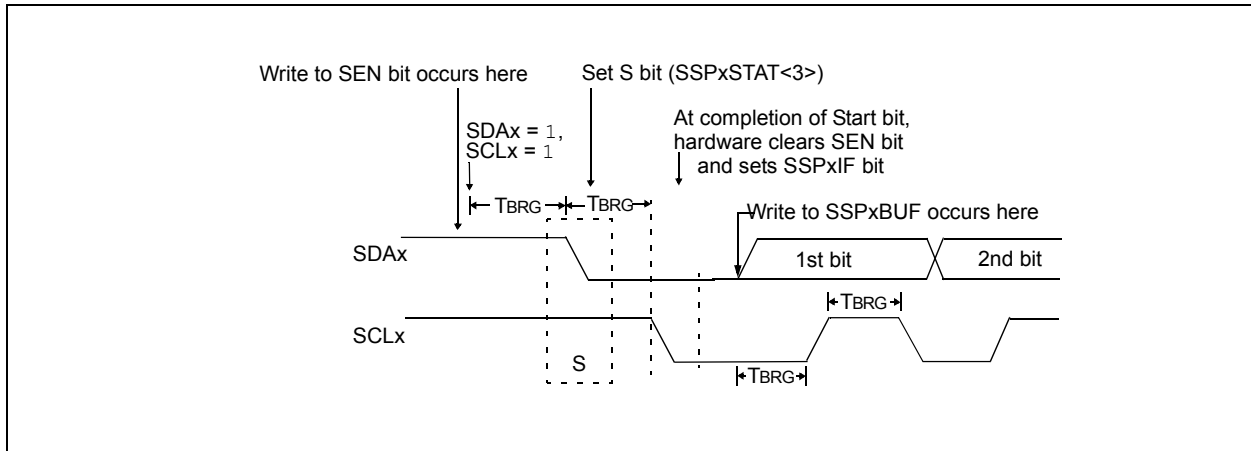 Write to SEN bit occurs here
Set S bit (SSPxSTAT<3>)
SDAx = 1,
SCLx = 1
At completion of Start bit,
hardware clears SEN bit
and sets SSPxIF bit
TBRG
TBRG
Write to SSPxBUF occurs here
SDAx
1st bit
2nd bit
TBRG
SCLx
S
TBRG